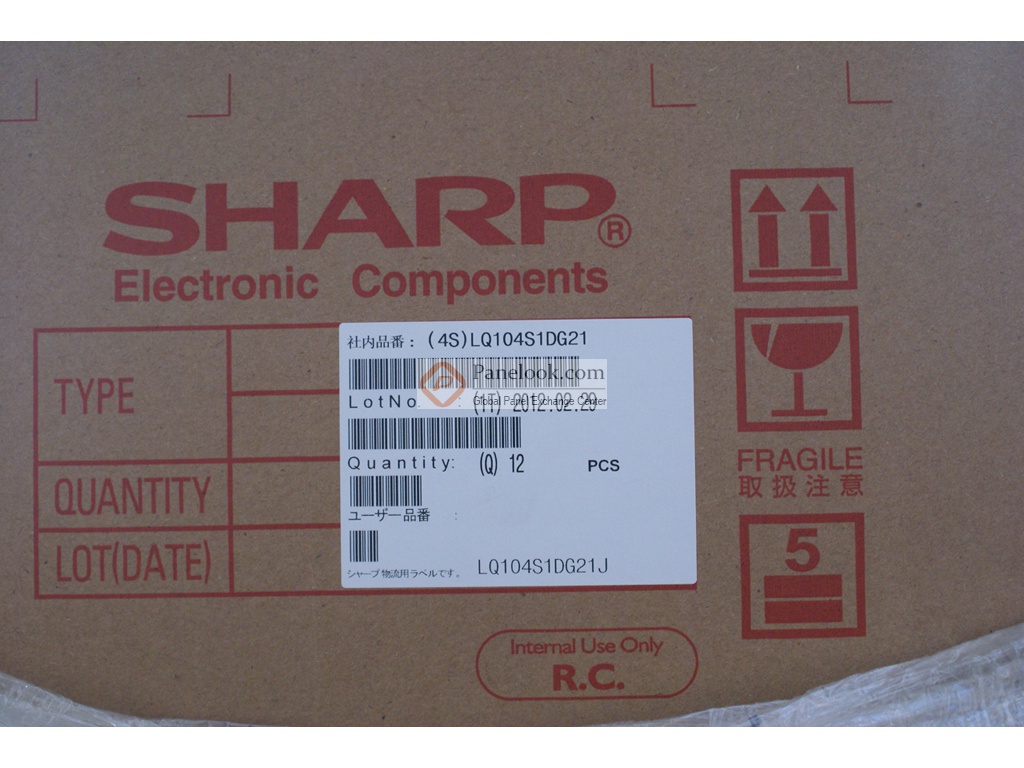 SHARP®
Electronic Components
社内品番: (4S)LQ104S1DG21
Panelook.com
LotNo. : (1T) 2012.02.29
Global Panel Exchange Center
TYPE
Quantity: (Q) 12 PCS
QUANTITY
ユーザー品番 :
LOT(DATE)
シャープ物流用ラベルです。 LQ104S1DG21J
FRAGILE
取扱注意
5
Internal Use Only
R.C.